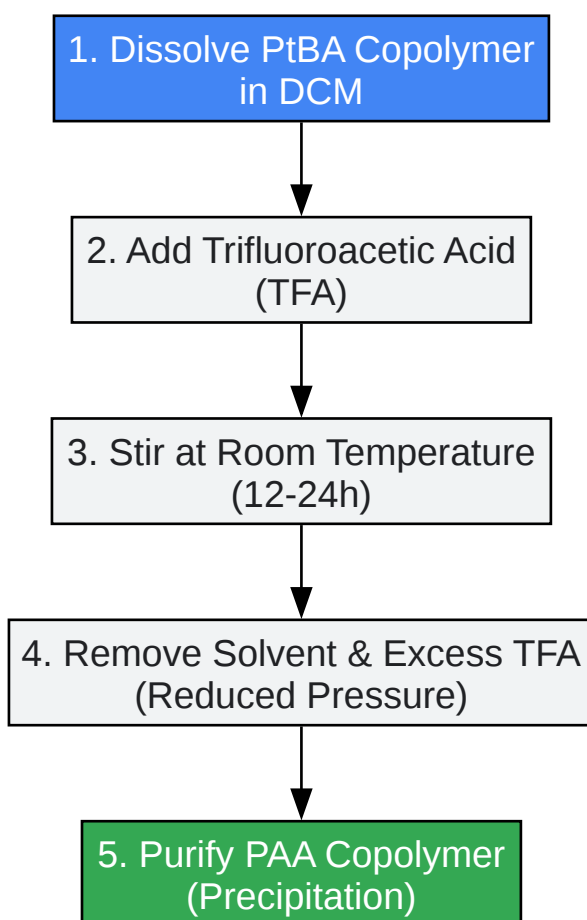 1. Dissolve PtBA Copolymer
in DCM
2. Add Trifluoroacetic Acid
(TFA)
3. Stir at Room Temperature
(12-24h)
4. Remove Solvent & Excess TFA
(Reduced Pressure)
5. Purify PAA Copolymer
(Precipitation)